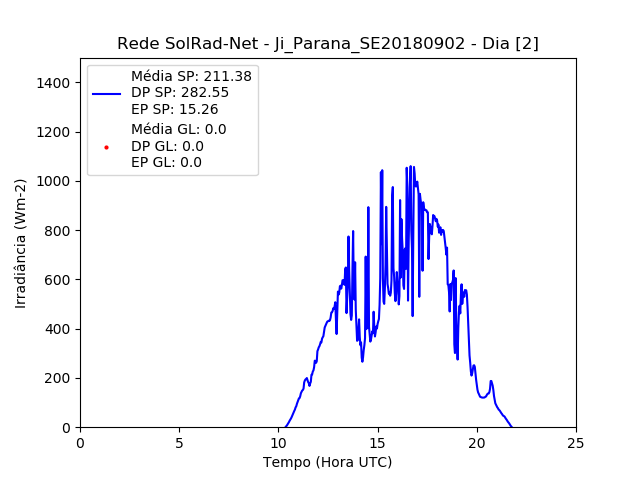 Rede SolRad-Net - Ji_Parana_SE20180902 - Dia [2]
Média SP: 211.38
DP SP: 282.55
EP SP: 15.26
Média GL: 0.0
DP GL: 0.0
EP GL: 0.0
Irradiância (Wm-2)
1400
1200
1000
800
600
400
200
0
0 5 10 15 20 25
Tempo (Hora UTC)